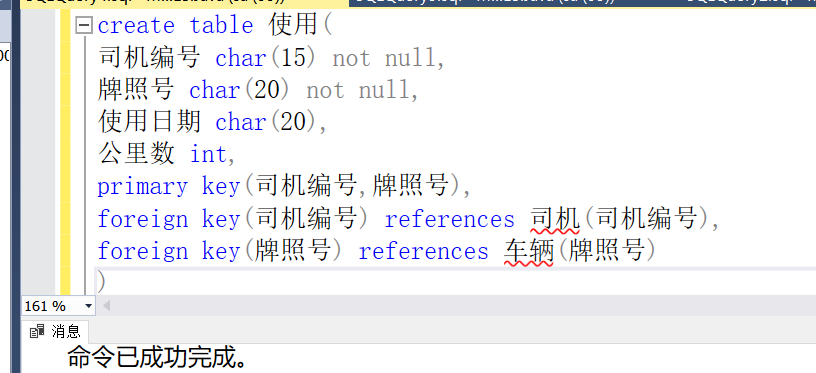 create table 使用(
司机编号 char(15) not null,
牌照号 char(20) not null,
使用日期 char(20),
公里数 int,
primary key(司机编号,牌照号),
foreign key(司机编号) references 司机(司机编号),
foreign key(牌照号) references 车辆(牌照号)
)
161 %
消息
命令已成功完成。